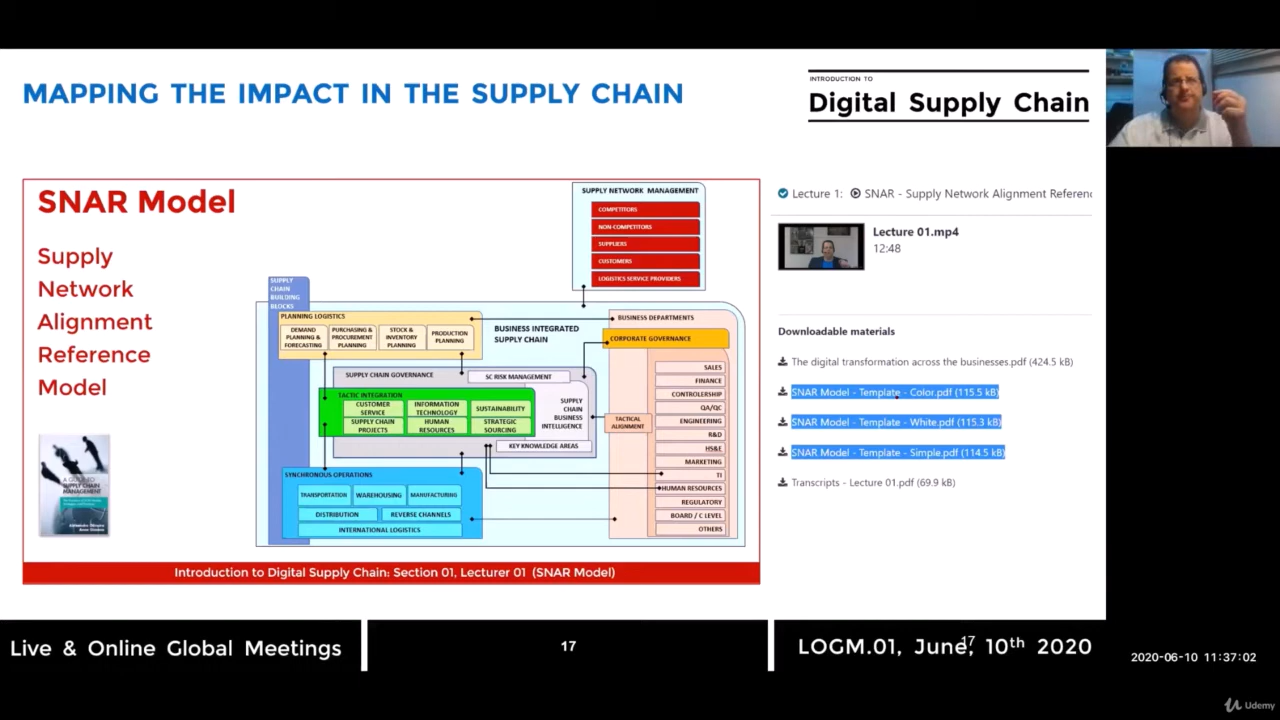 MAPPING THE IMPACT IN THE SUPPLY CHAIN
INTRODUCTION TO
Digital Supply Chain
SNAR Model
Supply
Network
Alignment
Reference
Model
SUPPLY NETWORK MANAGEMENT
COMPETITORS
NON-COMPETITORS
SUPPLIERS
CUSTOMERS
LOGISTICS SERVICE PROVIDERS
SUPPLY
CHAIN
BUILDING
BLOCKS
PLANNING LOGISTICS
DEMAND
PLANNING &
FORECASTING
PURCHASING &
PROCUREMENT
PLANNING
STOCK &
INVENTORY
PLANNING
PRODUCTION
PLANNING
BUSINESS INTEGRATED
SUPPLY CHAIN
BUSINESS DEPARTMENTS
CORPORATE GOVERNANCE
SUPPLY CHAIN GOVERNANCE
SC RISK MANAGEMENT
TACTIC INTEGRATION
CUSTOMER
SERVICE
INFORMATION
TECHNOLOGY
SUSTAINABILITY
SUPPLY CHAIN
PROJECTS
HUMAN
RESOURCES
STRATEGIC
SOURCING
SUPPLY
CHAIN
BUSINESS
INTELLIGENCE
KEY KNOWLEDGE AREAS
TACTICAL
ALIGNMENT
SALES
FINANCE
CONTROLERSHIP
QA/QC
ENGINEERING
R&D
HS&E
MARKETING
TI
HUMAN RESOURCES
REGULATORY
BOARD / C LEVEL
OTHERS
SYNCHRONOUS OPERATIONS
TRANSPORTATION
WAREHOUSING
MANUFACTURING
DISTRIBUTION
REVERSE CHANNELS
INTERNATIONAL LOGISTICS
SUPPLY CHAIN
MANAGEMENT
Introduction to Digital Supply Chain: Section 01, Lecturer 01 (SNAR Model)
Lecture 1: SNAR - Supply Network Alignment Referenc
Lecture 01.mp4
12:48
Downloadable materials
The digital transformation across the businesses.pdf (424.5 kB)
SNAR Model - Template - Color.pdf (115.5 kB)
SNAR Model - Template - White.pdf (115.3 kB)
SNAR Model - Template - Simple.pdf (114.5 kB)
Transcripts - Lecture 01.pdf (69.9 kB)
Live & Online Global Meetings
17
LOGM.01, June, 10th 2020
17
2020-06-10 11:37:02
Udemy